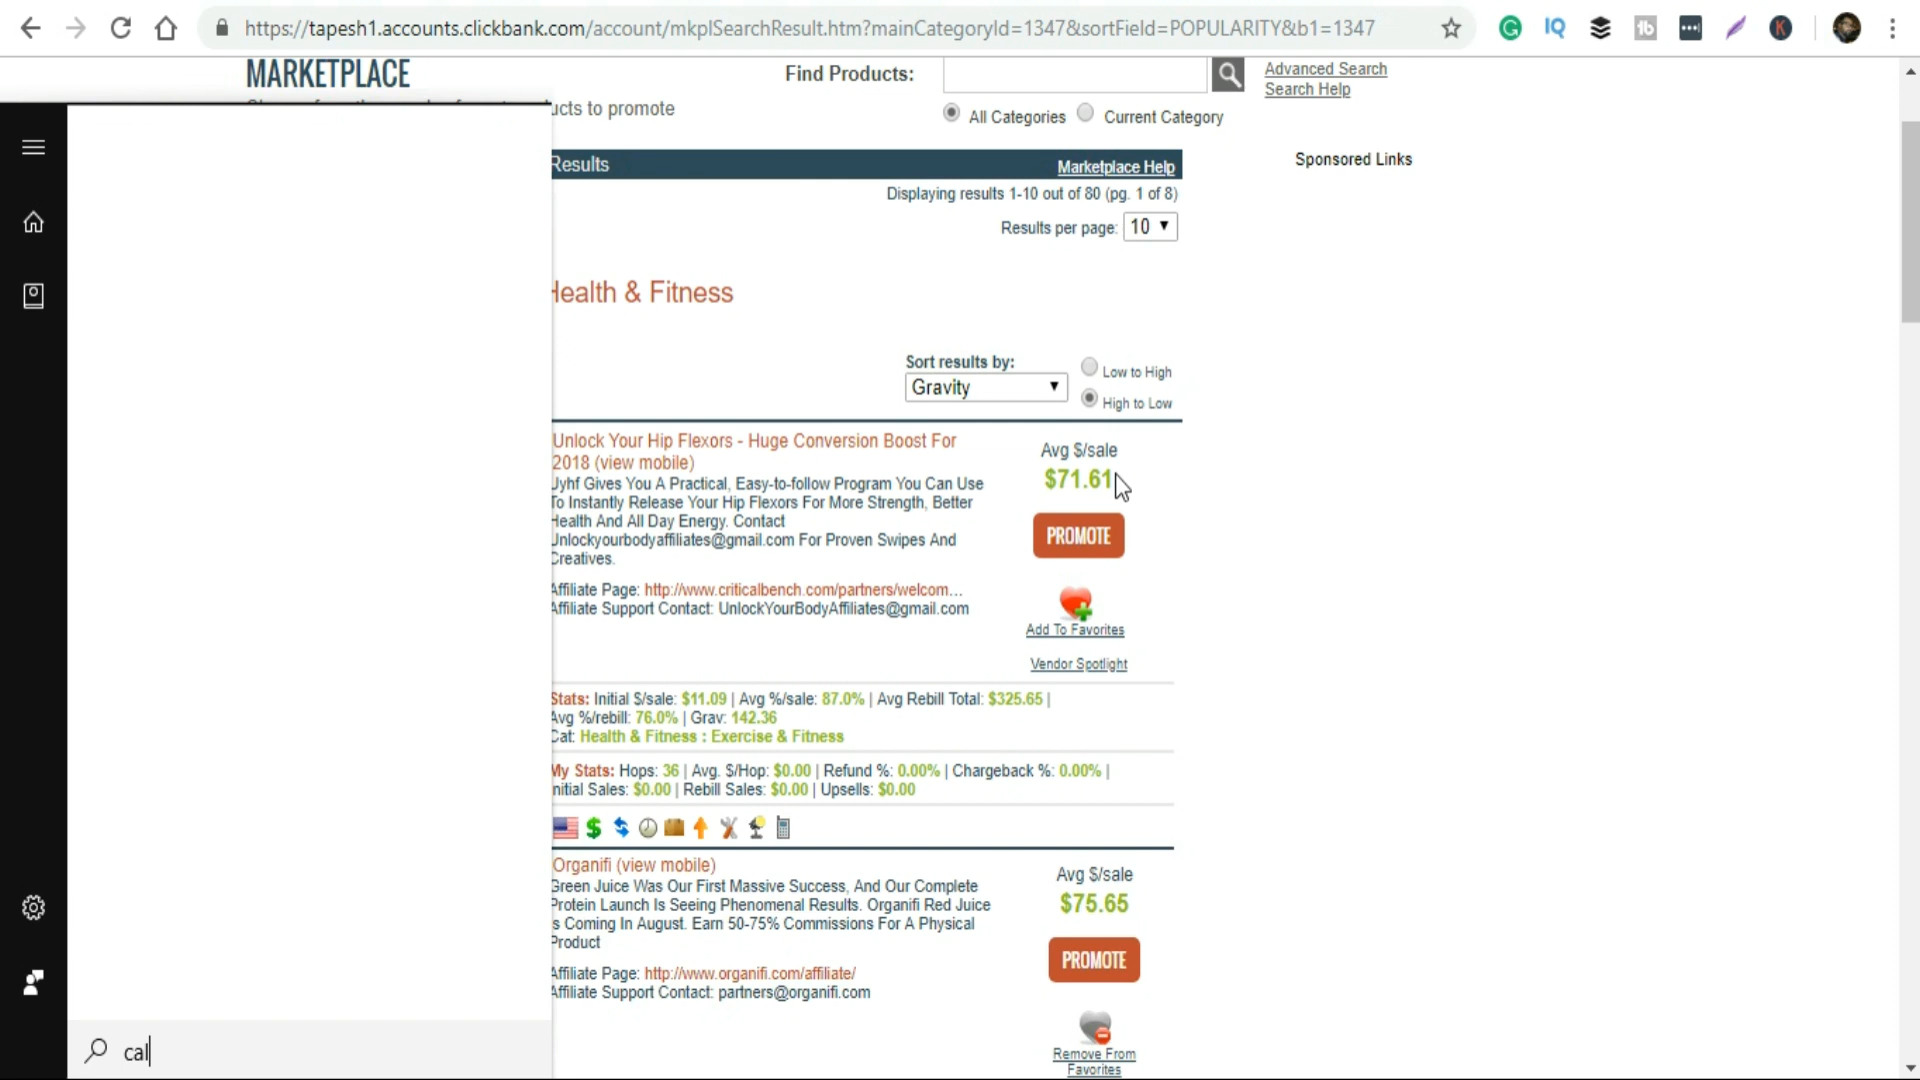 https://tapesh1.accounts.clickbank.com/account/mkplSearchResult.htm?mainCategoryId=1347&sortField=POPULARITY&b1=1347
MARKETPLACE
Find Products:
Advanced Search
Search Help
ucts to promote
All Categories
Current Category
Results
Marketplace Help
Sponsored Links
Displaying results 1-10 out of 80 (pg. 1 of 8)
Results per page: 10
Health & Fitness
Sort results by:
Gravity
Low to High
High to Low
Unlock Your Hip Flexors - Huge Conversion Boost For
2018 (view mobile)
Uyhf Gives You A Practical, Easy-to-follow Program You Can Use
To Instantly Release Your Hip Flexors For More Strength, Better
Health And All Day Energy. Contact
Unlockyourbodyaffiliates@gmail.com For Proven Swipes And
Creatives.
Affiliate Page: http://www.criticalbench.com/partners/welcom...
Affiliate Support Contact: UnlockYourBodyAffiliates@gmail.com
Avg $/sale
$71.61
PROMOTE
Add To Favorites
Vendor Spotlight
Stats: Initial $/sale: $11.09 | Avg %/sale: 87.0% | Avg Rebill Total: $325.65 |
Avg %/rebill: 76.0% | Grav: 142.36
Cat: Health & Fitness : Exercise & Fitness
My Stats: Hops: 36 | Avg. $/Hop: $0.00 | Refund %: 0.00% | Chargeback %: 0.00% |
Initial Sales: $0.00 | Rebill Sales: $0.00 | Upsells: $0.00
Organifi (view mobile)
Green Juice Was Our First Massive Success, And Our Complete
Protein Launch Is Seeing Phenomenal Results. Organifi Red Juice
Is Coming In August. Earn 50-75% Commissions For A Physical
Product
Affiliate Page: http://www.organifi.com/affiliate/
Affiliate Support Contact: partners@organifi.com
Avg $/sale
$75.65
PROMOTE
Remove From
Favorites
cal